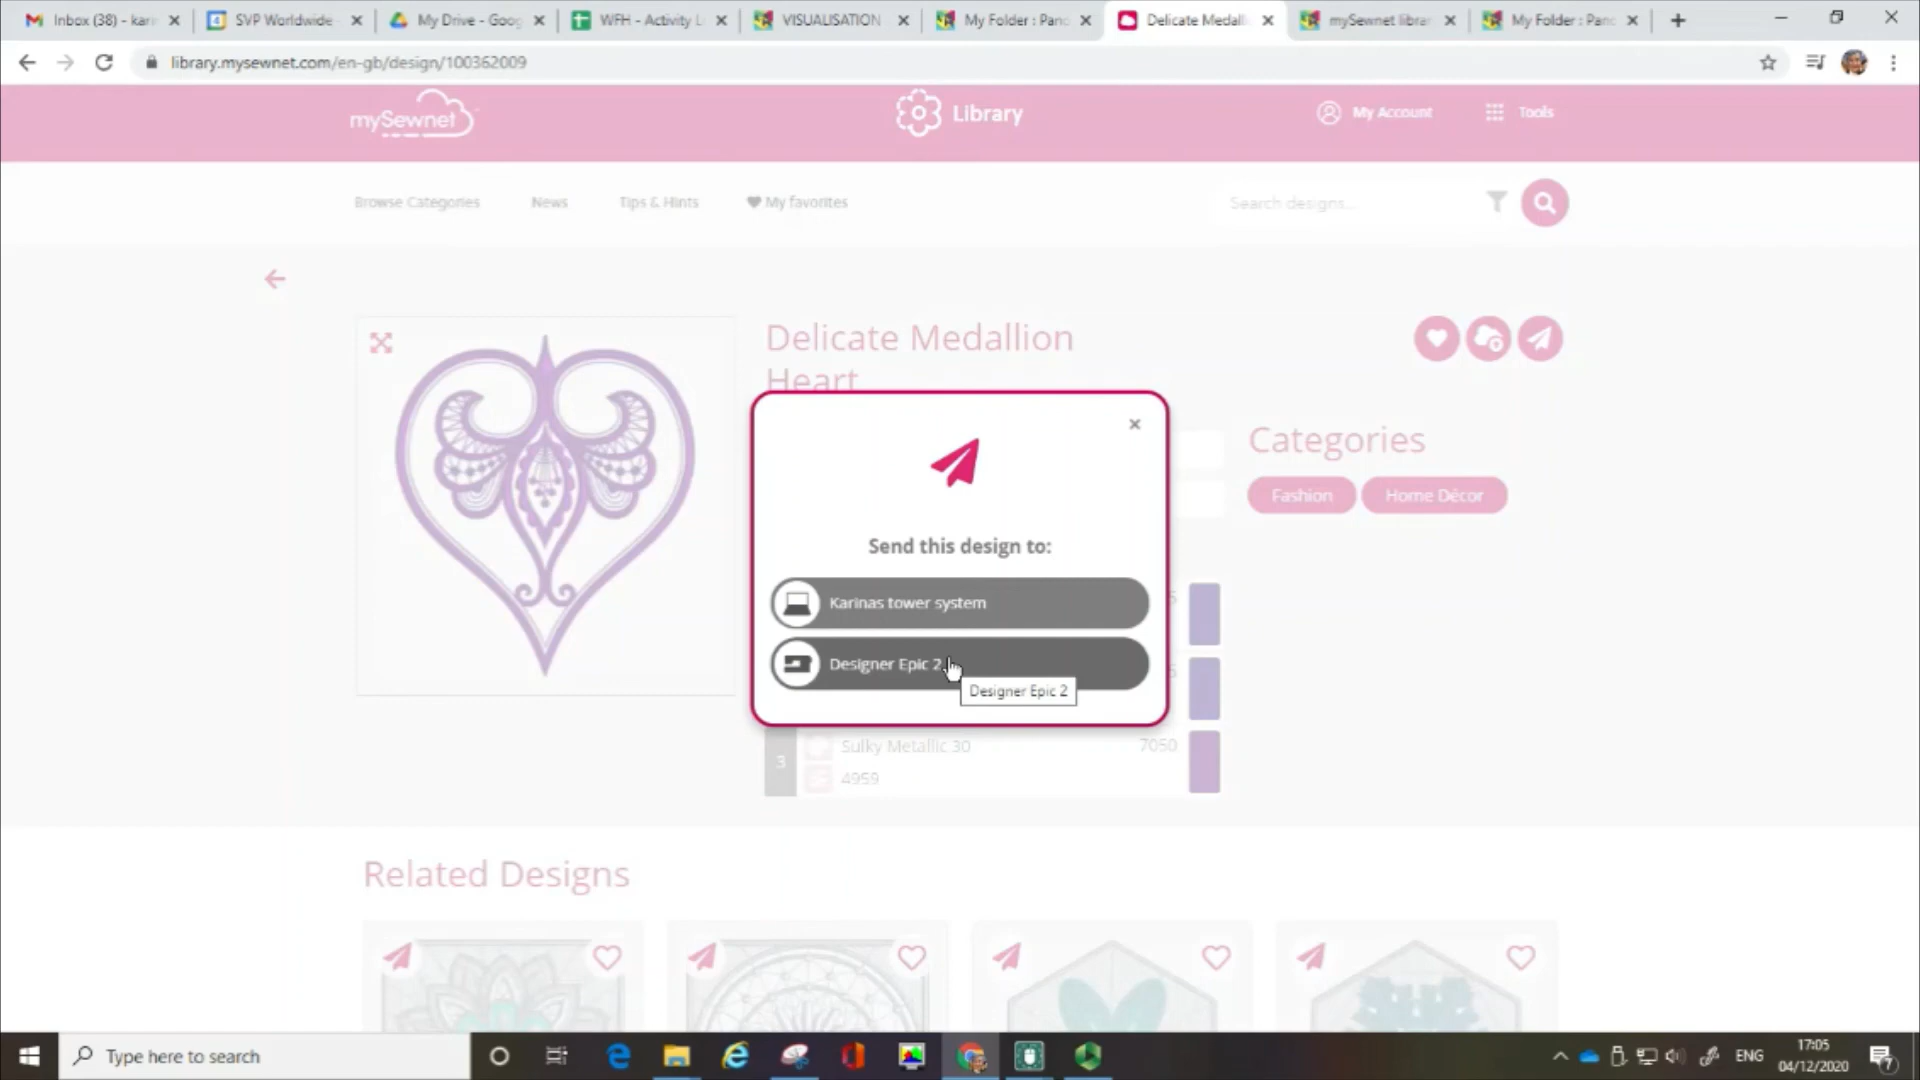 Inbox (38) - kari
SVP Worldwide
My Drive - Goog
WFH - Activity L
VISUALISATION
My Folder : Panc
Delicate Medalli
mySewnet librar
My Folder : Panc
library.mysewnet.com/en-gb/design/100362009
mySewnet
Library
My Account
Tools
Browse Categories
News
Tips & Hints
My favorites
Search designs...
Delicate Medallion
Heart
Categories
Fashion
Home Décor
Send this design to:
Karinas tower system
Designer Epic 2
Designer Epic 2
3
Sulky Metallic 30
7050
4959
Related Designs
Type here to search
ENG
17:05
04/12/2020
7